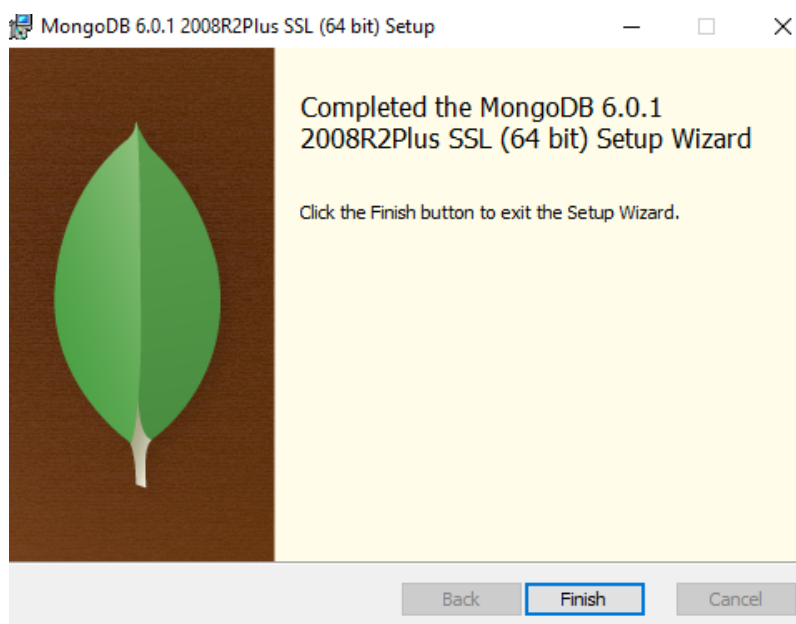 MongoDB 6.0.1 2008R2Plus SSL (64 bit) Setup
Completed the MongoDB 6.0.1
2008R2Plus SSL (64 bit) Setup Wizard
Click the Finish button to exit the Setup Wizard.
Back
Finish
Cancel